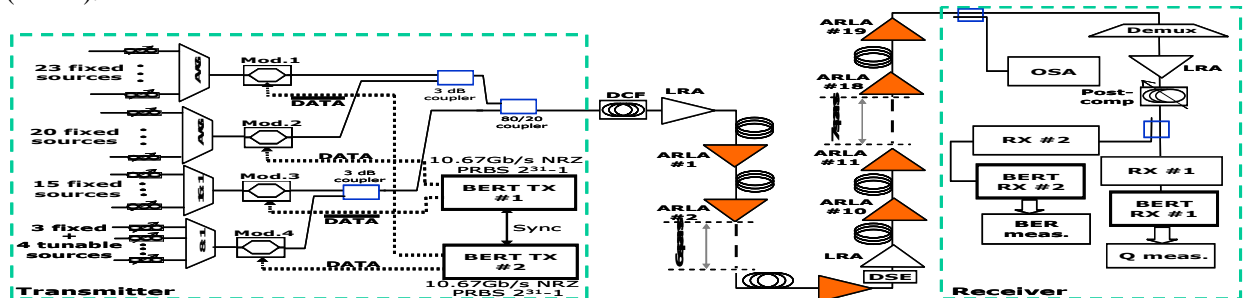 23 fixed
sources
20 fixed
sources
15 fixed
sources
3 fixed
+
4 tunable
sources
Mod.1
Mod.2
Mod.3
Mod.4
DATA
DATA
DATA
DATA
3 dB
coupler
80/20
coupler
3 dB
coupler
10.67Gb/s NRZ
PRBS 2³¹-1
BERT TX
#1
Sync
BERT TX
#2
10.67Gb/s NRZ
PRBS 2³¹-1
Transmitter
DCF
LRA
ARLA
#1
ARLA
#2
ARLA
#19
ARLA
#18
ARLA
#11
ARLA
#10
LRA
DSE
Demux
LRA
OSA
Post-
comp
RX #2
RX #1
BERT
RX #2
BERT
RX #1
BER
meas.
Q meas.
Receiver